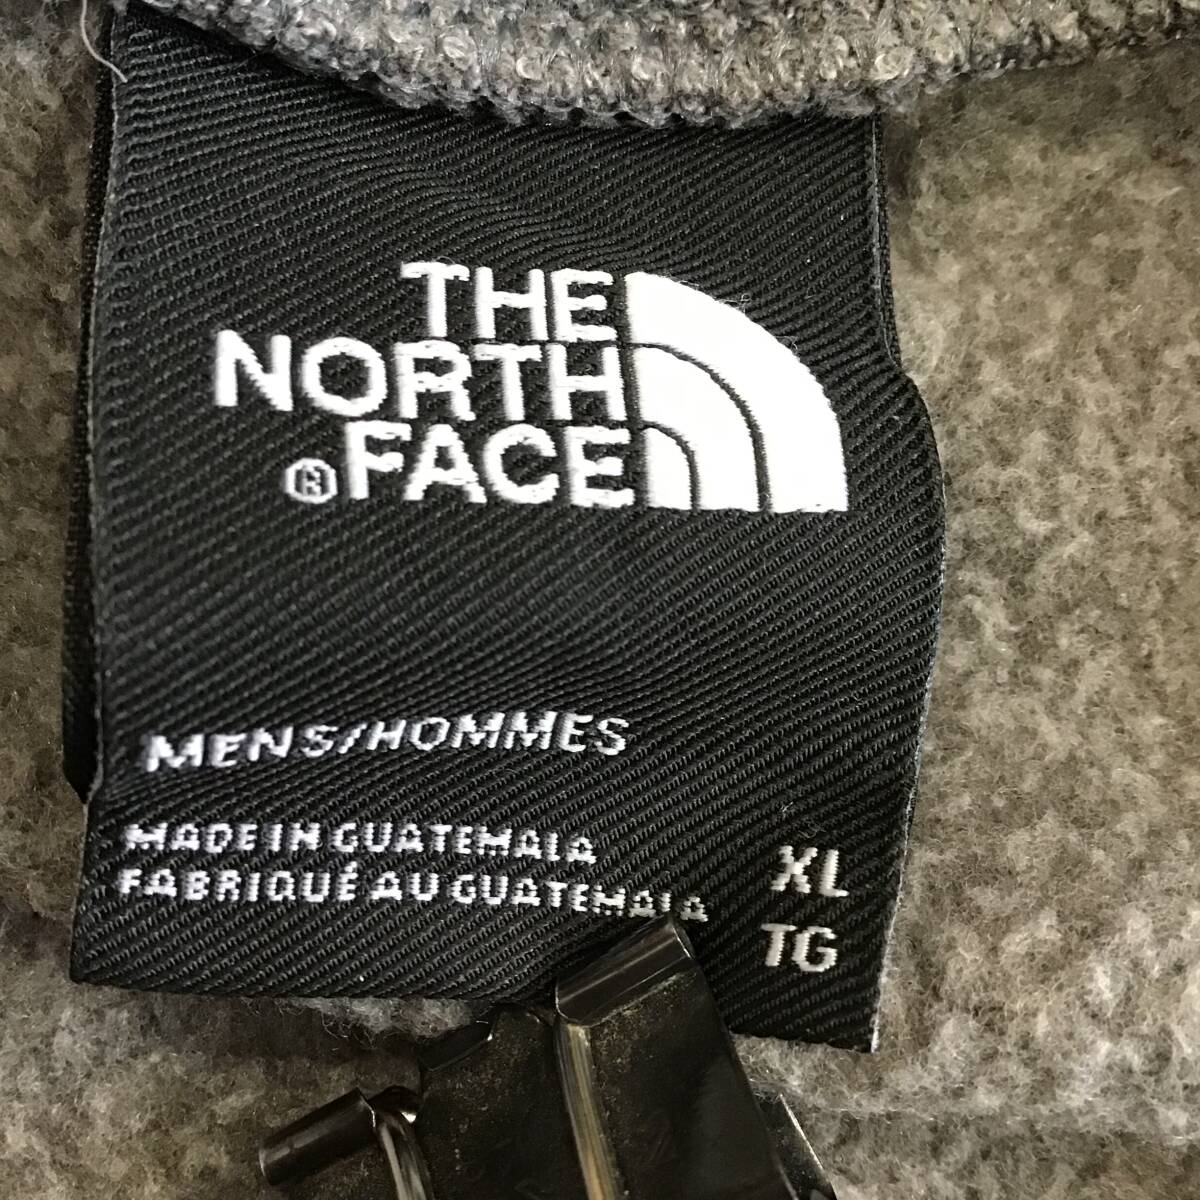 THE
NORTH
®FACE
MENS/HOMMES
MADE IN GUATEMALA
FABRIQUÉ AU GUATEMALA
XL
TG